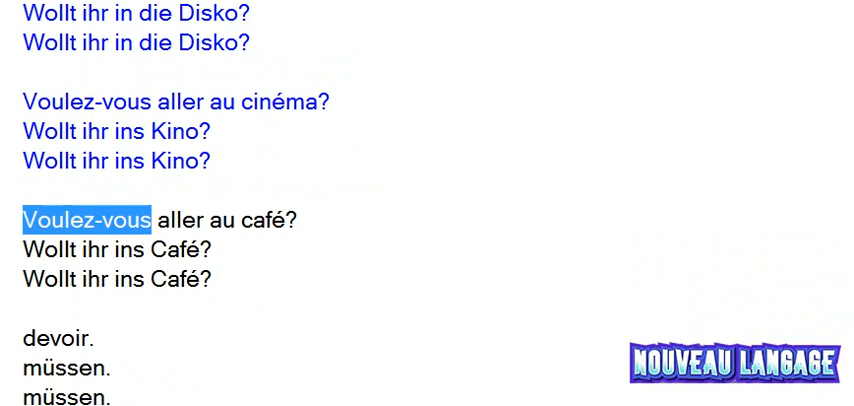 Wollt ihr in die Disko?
Wollt ihr in die Disko?
Voulez-vous aller au cinéma?
Wollt ihr ins Kino?
Wollt ihr ins Kino?
Voulez-vous aller au café?
Wollt ihr ins Café?
Wollt ihr ins Café?
devoir.
müssen.
müssen.
NOUVEAU LANGAGE